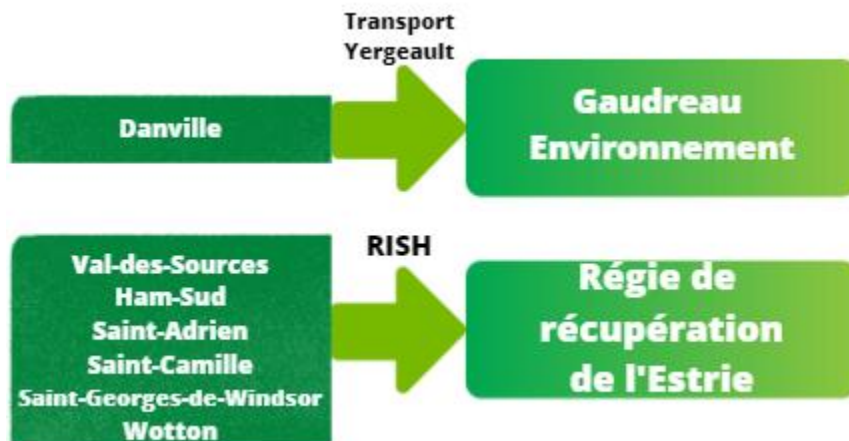 Transport
Yergeault
Danville
Gaudreau
Environnement
RISH
Val-des-Sources
Ham-Sud
Saint-Adrien
Saint-Camille
Saint-Georges-de-Windsor
Wotton
Régie de
récupération
de l'Estrie